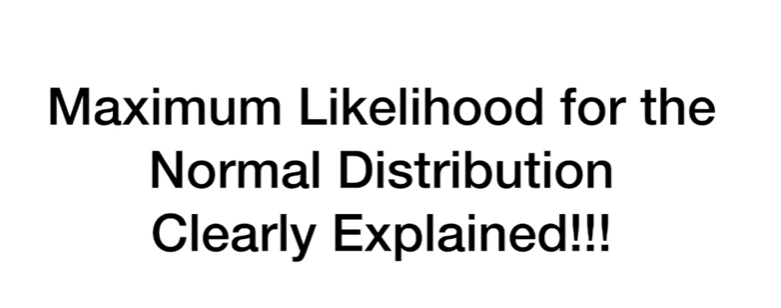 Maximum Likelihood for the
Normal Distribution
Clearly Explained!!!